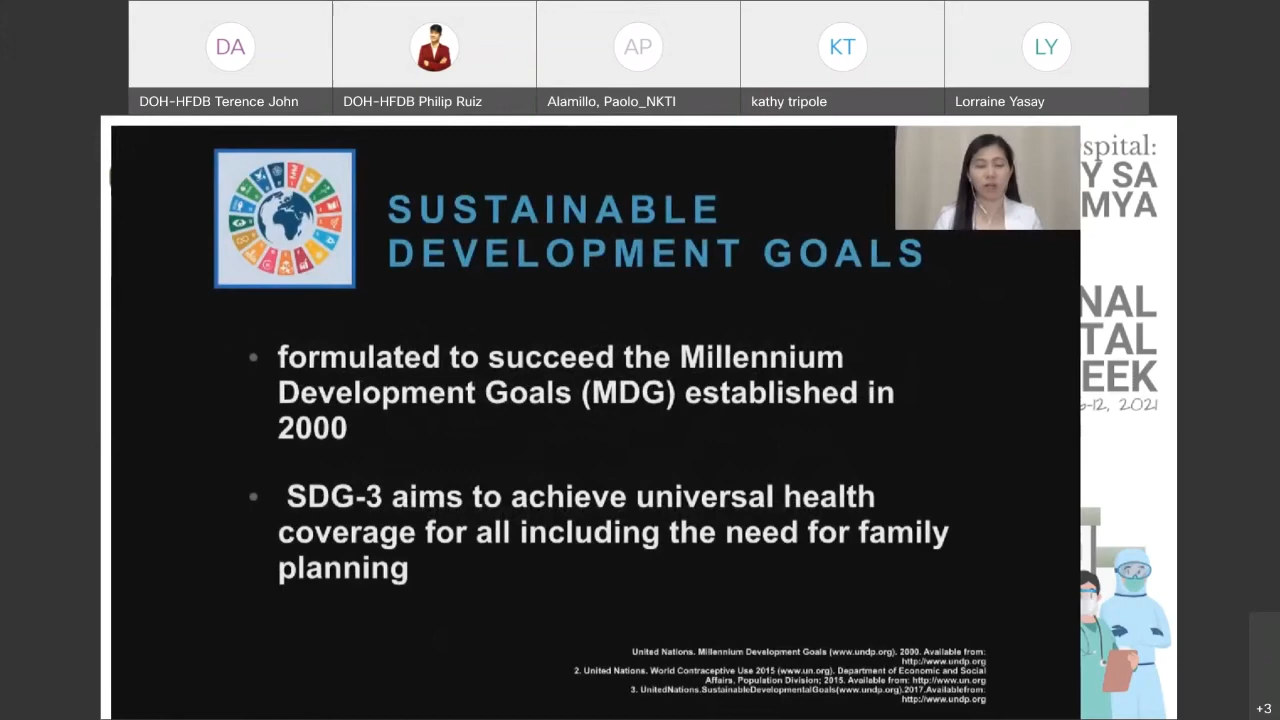 DA
AP
KT
LY
DOH-HFDB Terence John
DOH-HFDB Philip Ruiz
Alamillo, Paolo_NKTI
kathy tripole
Lorraine Yasay
spital:
Y SA
MYA
SUSTAINABLE
DEVELOPMENT GOALS
NAL
TAL
EEK
6-12, 2021
• formulated to succeed the Millennium
Development Goals (MDG) established in
2000
• SDG-3 aims to achieve universal health
coverage for all including the need for family
planning
United Nations. Millennium Development Goals (www.undp.org). 2000. Available from:
http://www.undp.org
2. United Nations. World Contraceptive Use 2015 (www.un.org). Department of Economic and Social
Affairs, Population Division; 2015. Available from: http://www.un.org
3. UnitedNations.SustainableDevelopmentalGoals(www.undp.org).2017.Availablefrom:
http://www.undp.org
+3